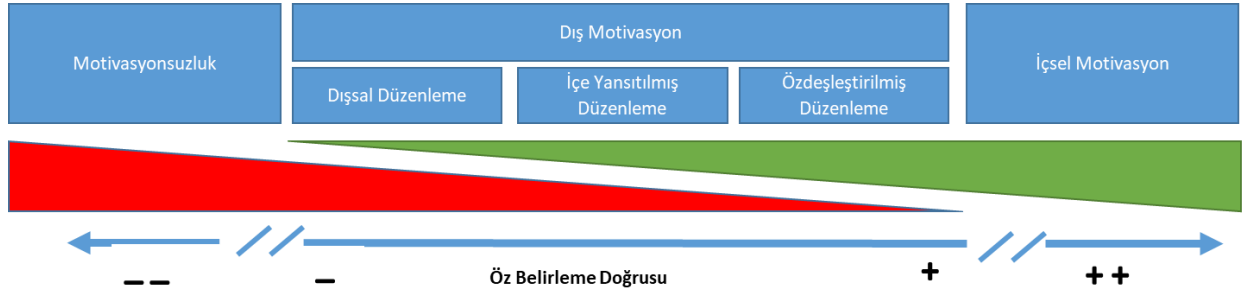 Motivasyonsuzluk
Dış Motivasyon
İçsel Motivasyon
Dışsal Düzenleme
İçe Yansıtılmış
Düzenleme
Özdeşleştirilmiş
Düzenleme
– –
–
Öz Belirleme Doğrusu
+
++